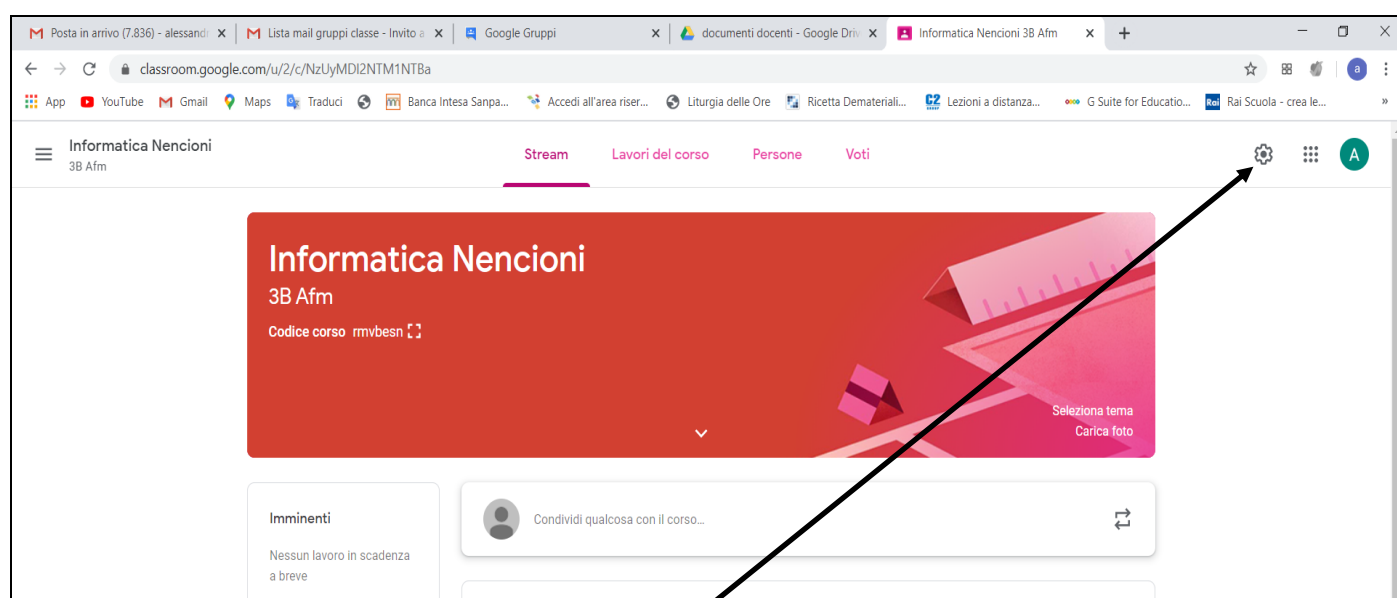 Posta in arrivo (7.836) - alessandr
Lista mail gruppi classe - Invito a
Google Gruppi
documenti docenti - Google Driv
Informatica Nencioni 3B Afm
classroom.google.com/u/2/c/NzUyMDI2NTM1NTBa
a
App YouTube Gmail Maps Traduci Banca Intesa Sanpa... Accedi all'area riser... Liturgia delle Ore Ricetta Demateriali... C2 Lezioni a distanza... G Suite for Educatio... Rai Rai Scuola - crea le... »
Informatica Nencioni
3B Afm
Stream Lavori del corso Persone Voti
A
Informatica Nencioni
3B Afm
Codice corso rmvbesn
Seleziona tema
Carica foto
Imminenti
Nessun lavoro in scadenza
a breve
Condividi qualcosa con il corso...